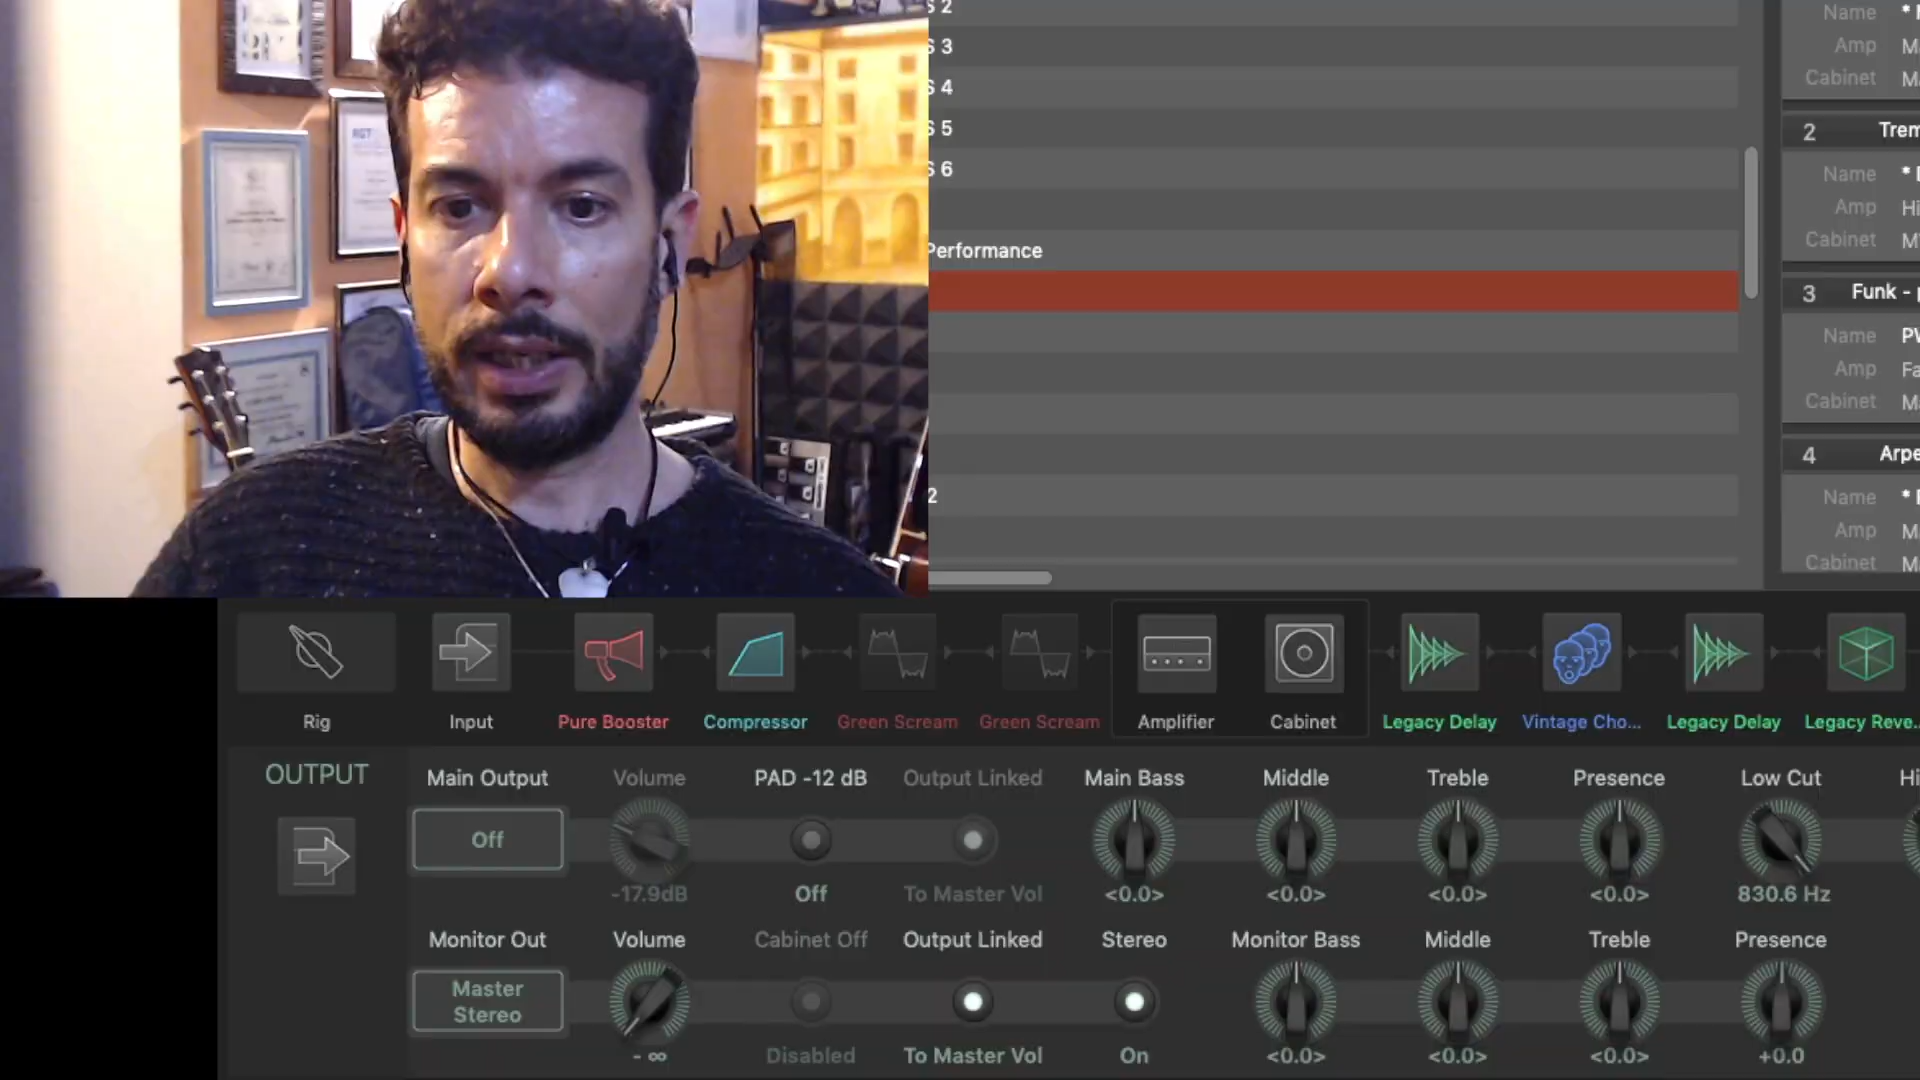 S 2
S 3
S 4
S 5
S 6
Performance
2
Name
Amp
Cabinet
2 Trem
Name
Amp Hi
Cabinet
3 Funk -
Name
Amp Fa
Cabinet
4 Arpe
Name
Amp
Cabinet
Rig
Input
Pure Booster
Compressor
Green Scream
Green Scream
Amplifier
Cabinet
Legacy Delay
Vintage Cho...
Legacy Delay
Legacy Reve...
OUTPUT
Main Output
Volume
PAD -12 dB
Output Linked
Main Bass
Middle
Treble
Presence
Low Cut
Hi
Off
-17.9dB
Off
To Master Vol
<0.0>
<0.0>
<0.0>
<0.0>
830.6 Hz
Monitor Out
Volume
Cabinet Off
Output Linked
Stereo
Monitor Bass
Middle
Treble
Presence
Master
Stereo
- ∞
Disabled
To Master Vol
On
<0.0>
<0.0>
<0.0>
+0.0